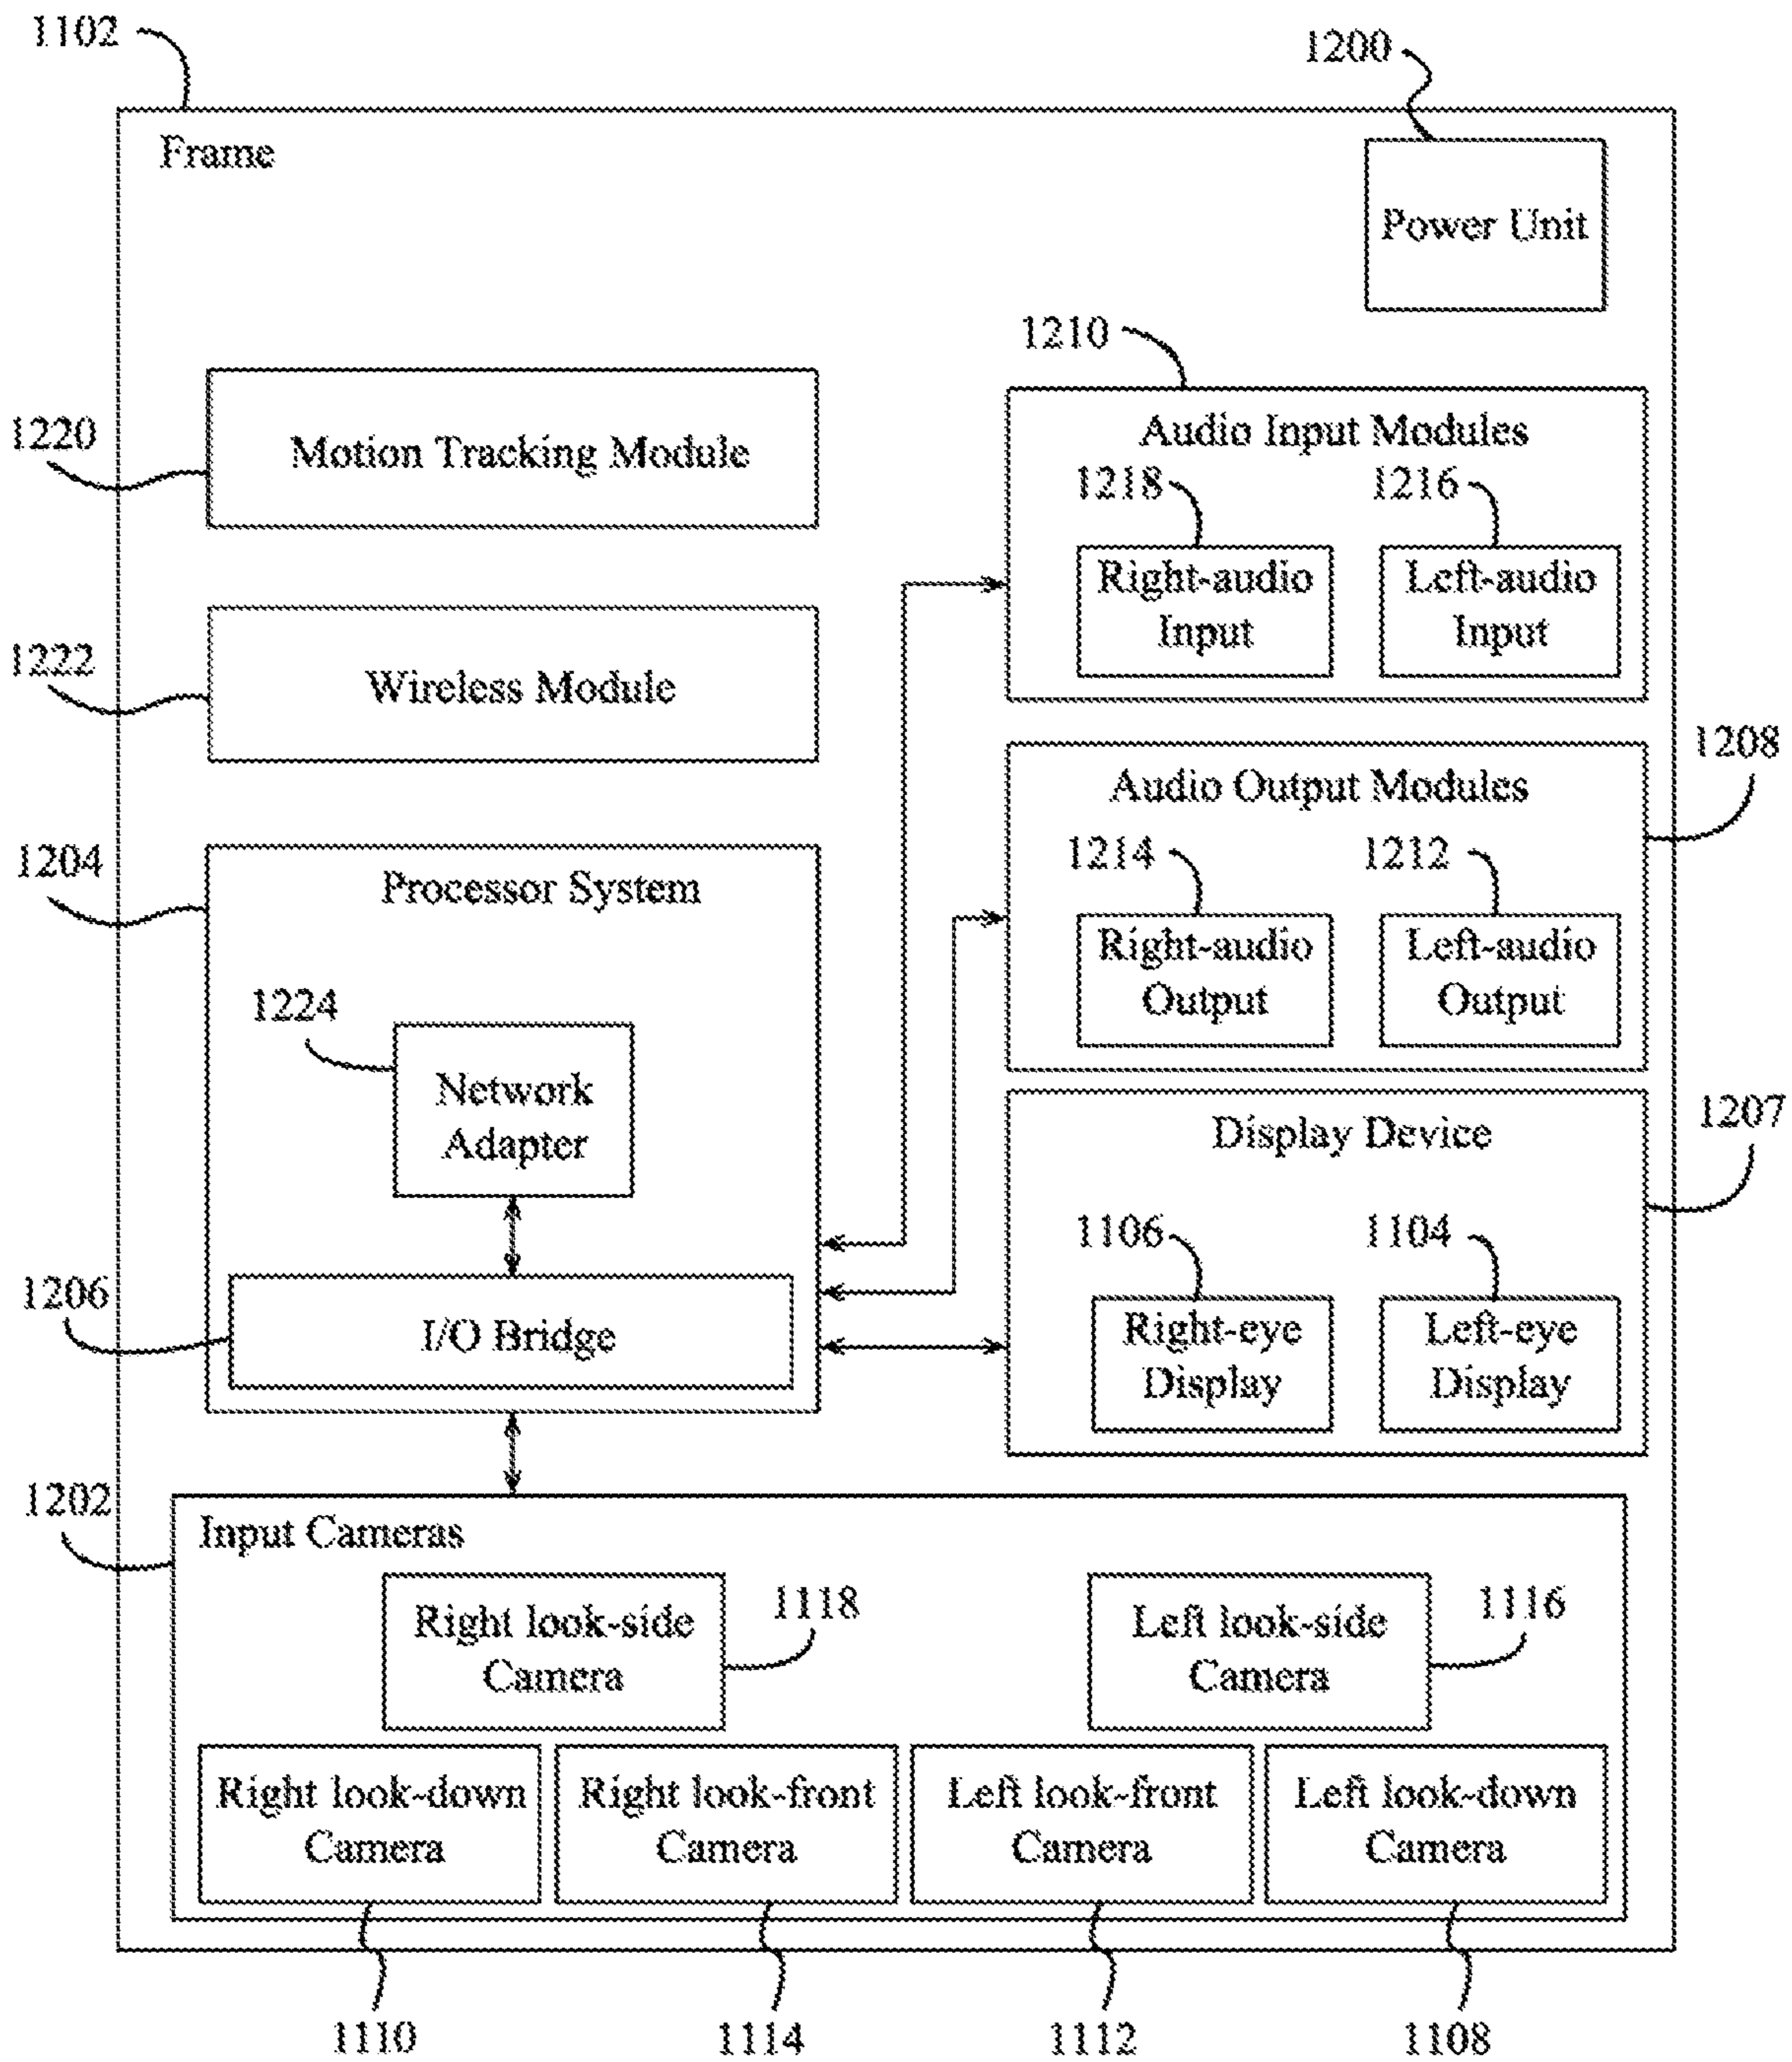 1102
1200
Frame
Power Unit
1210
1220
Motion Tracking Module
Audio Input Modules
1218
1216
Right-audio
Input
Left-audio
Input
1222
Wireless Module
1208
Audio Output Modules
1214
1212
Right-audio
Output
Left-audio
Output
1204
Processor System
1224
Network
Adapter
1207
Display Device
1106
1104
Right-eye
Display
Left-eye
Display
1206
I/O Bridge
1202
Input Cameras
Right look-side
Camera
1118
Left look-side
Camera
1116
Right look-down
Camera
Right look-front
Camera
Left look-front
Camera
Left look-down
Camera
1110
1114
1112
1108